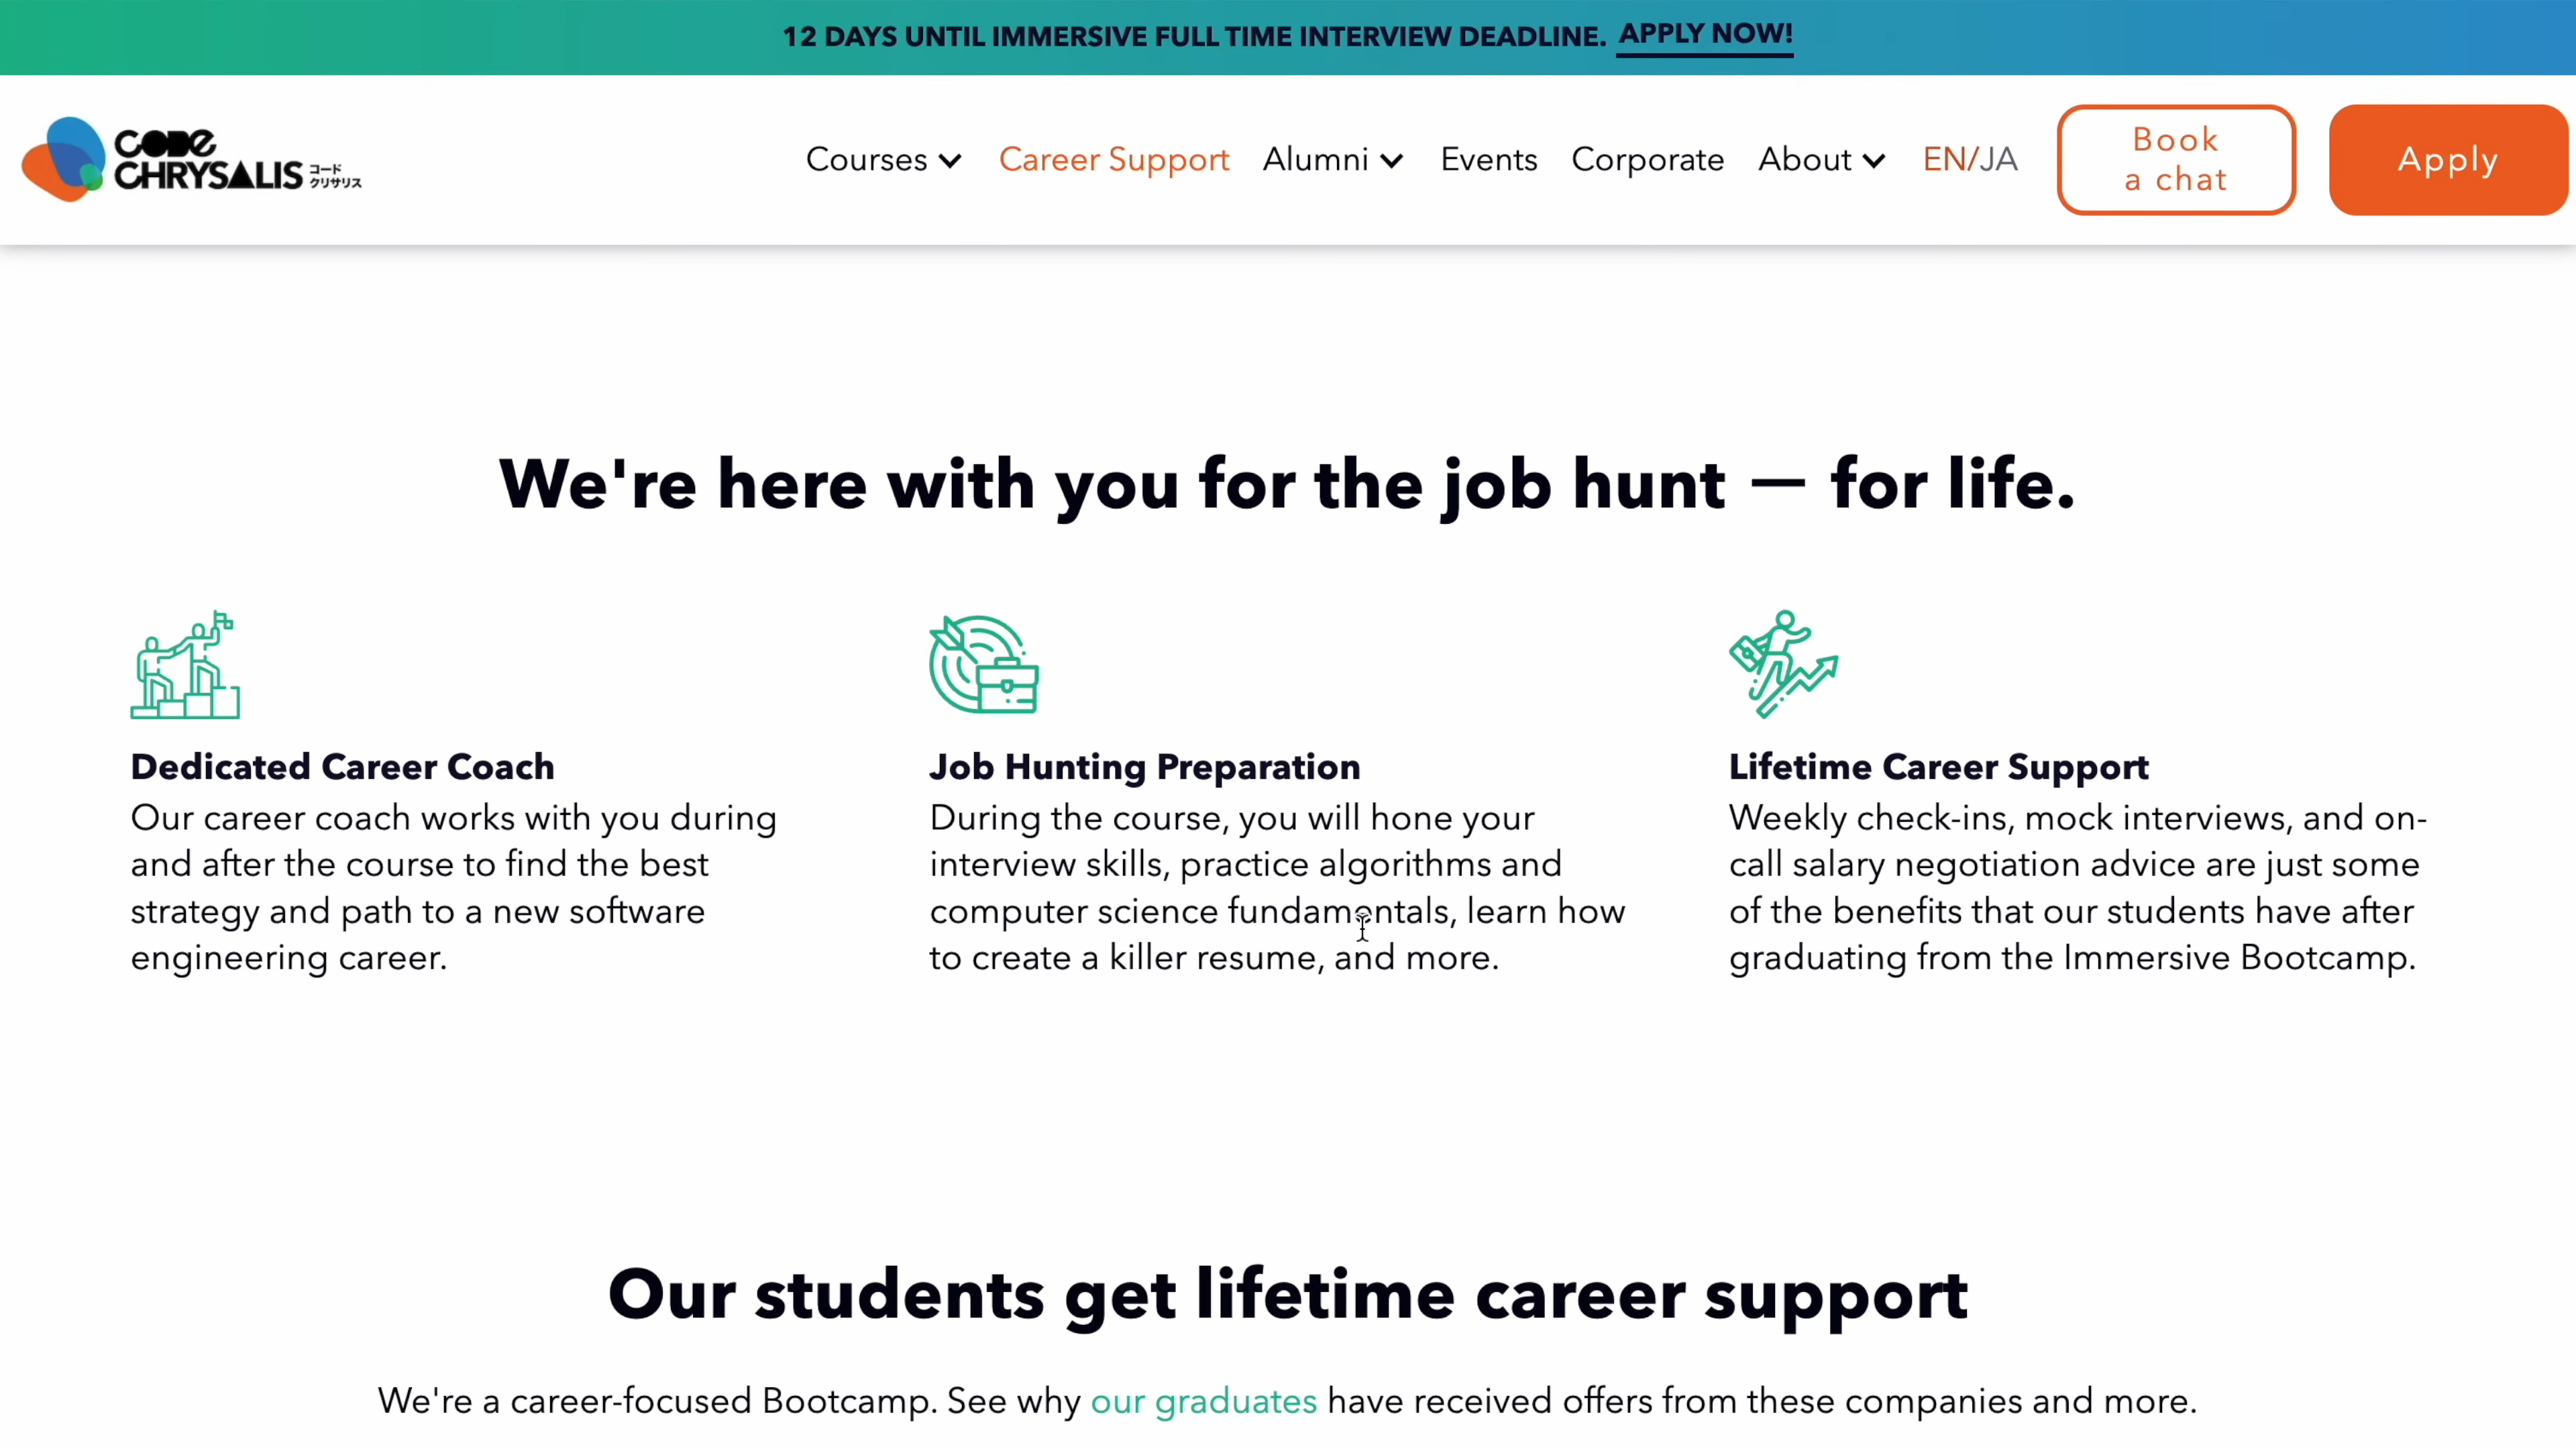 12 DAYS UNTIL IMMERSIVE FULL TIME INTERVIEW DEADLINE. APPLY NOW!
CODE
CHRYSALIS
コード
クリサリス
Courses Career Support Alumni Events Corporate About EN/JA
Book
a chat
Apply
We're here with you for the job hunt — for life.
Dedicated Career Coach
Our career coach works with you during
and after the course to find the best
strategy and path to a new software
engineering career.
Job Hunting Preparation
During the course, you will hone your
interview skills, practice algorithms and
computer science fundamentals, learn how
to create a killer resume, and more.
Lifetime Career Support
Weekly check-ins, mock interviews, and on-
call salary negotiation advice are just some
of the benefits that our students have after
graduating from the Immersive Bootcamp.
Our students get lifetime career support
We're a career-focused Bootcamp. See why our graduates have received offers from these companies and more.